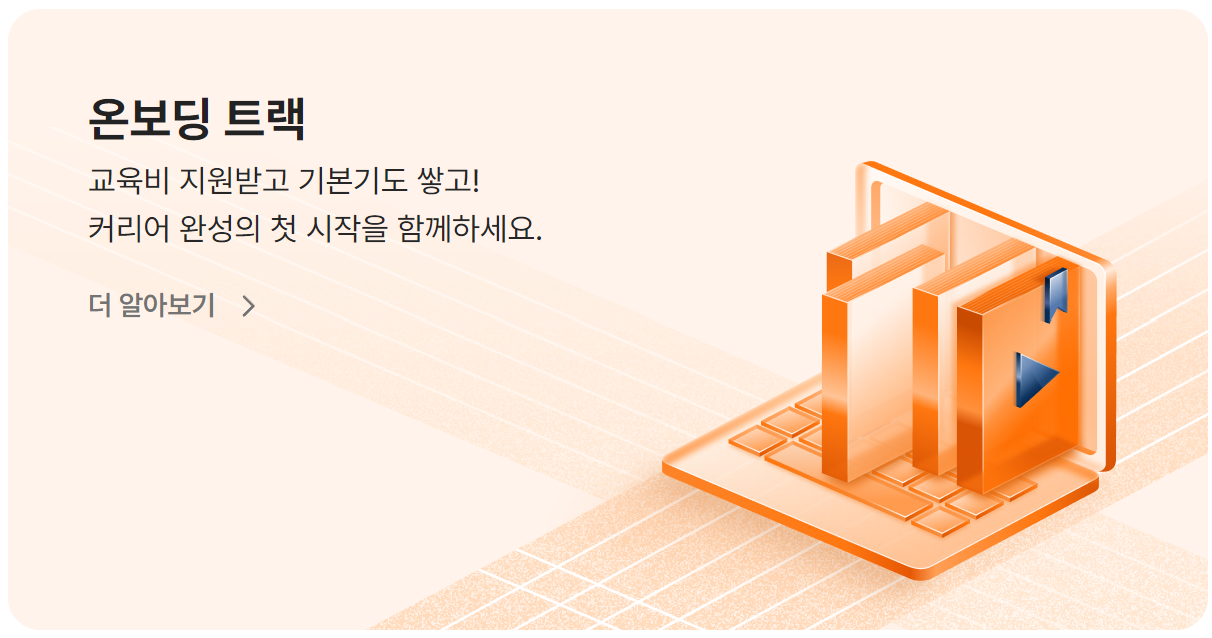 온보딩 트랙
교육비 지원받고 기본기도 쌓고!
커리어 완성의 첫 시작을 함께하세요.
더 알아보기